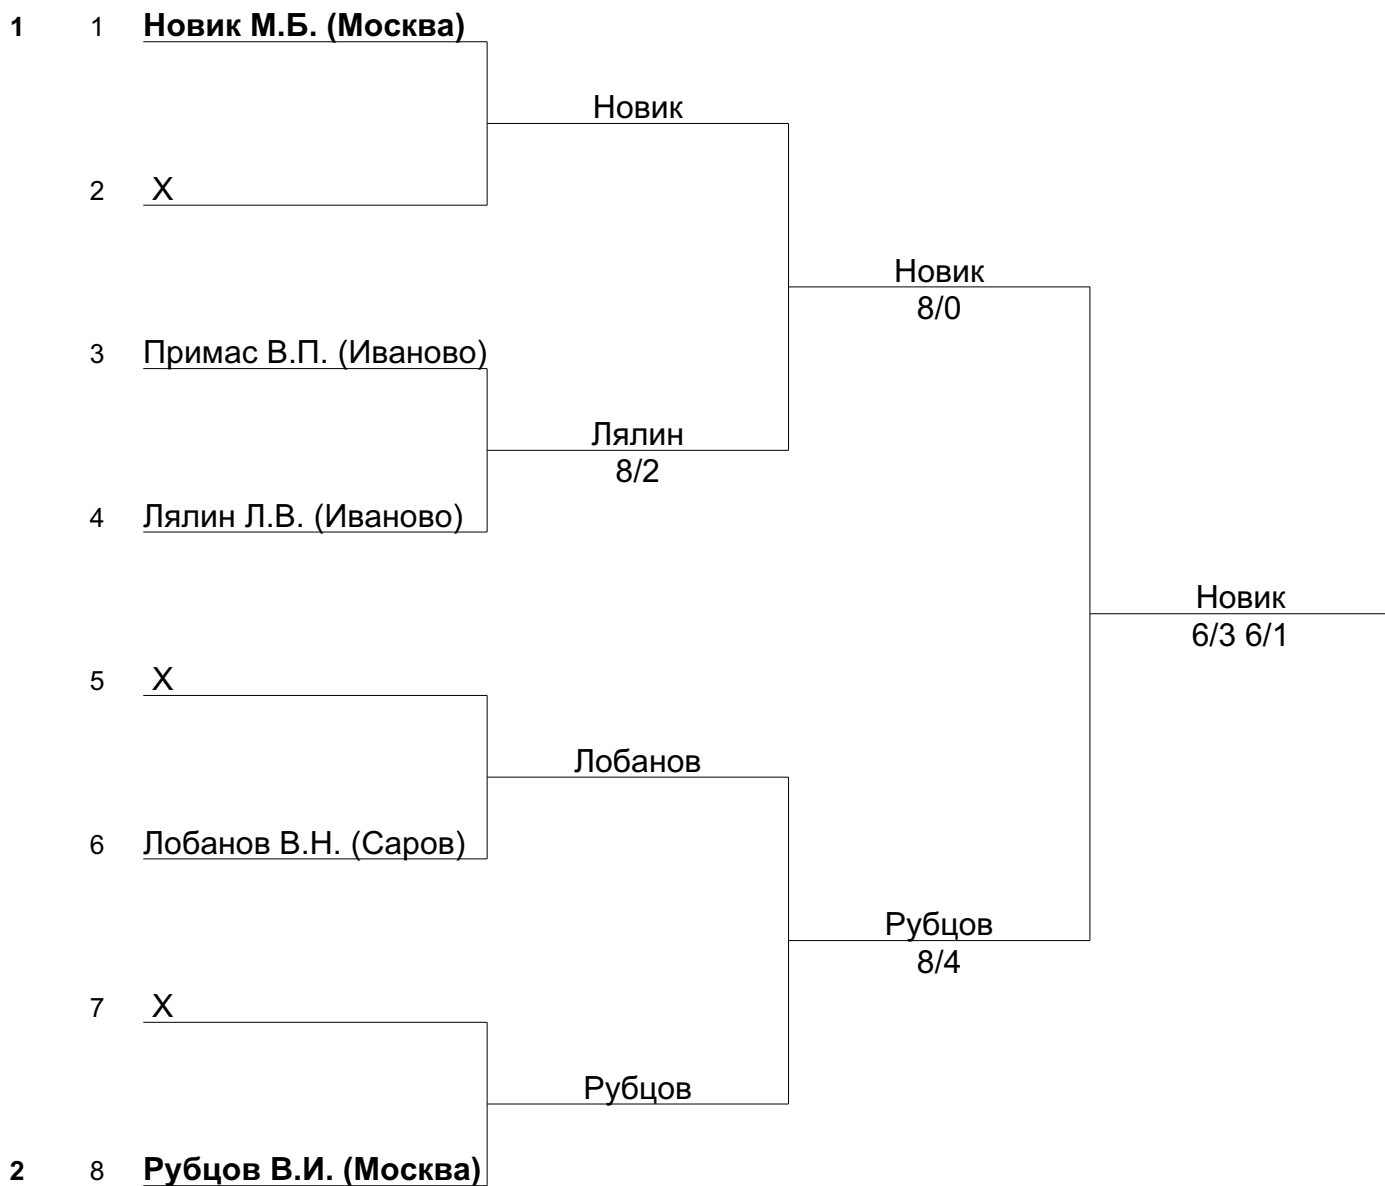 1 1 Новик М.Б. (Москва)
Новик
2 X
Новик
8/0
3 Примас В.П. (Иваново)
Лялин
8/2
4 Лялин Л.В. (Иваново)
Новик
6/3 6/1
5 X
Лобанов
6 Лобанов В.Н. (Саров)
Рубцов
8/4
7 X
Рубцов
2 8 Рубцов В.И. (Москва)